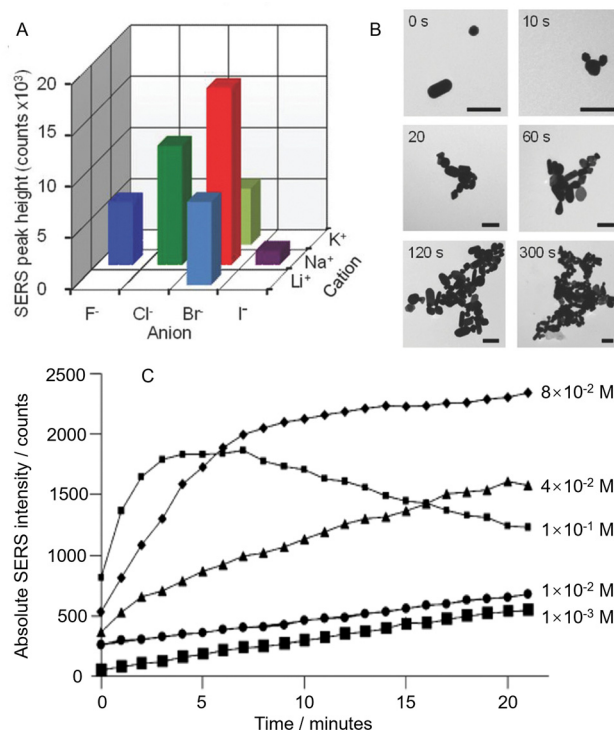 A
SERS peak height (counts x10³)
20
15
10
5
0
F⁻
Cl⁻
Br⁻
I⁻
Anion
K⁺
Na⁺
Li⁺
Cation
B
0 s
10 s
20
60 s
120 s
300 s
C
Absolute SERS intensity / counts
2500
2000
1500
1000
500
0
8×10⁻² M
4×10⁻² M
1×10⁻¹ M
1×10⁻² M
1×10⁻³ M
0
5
10
15
20
Time / minutes